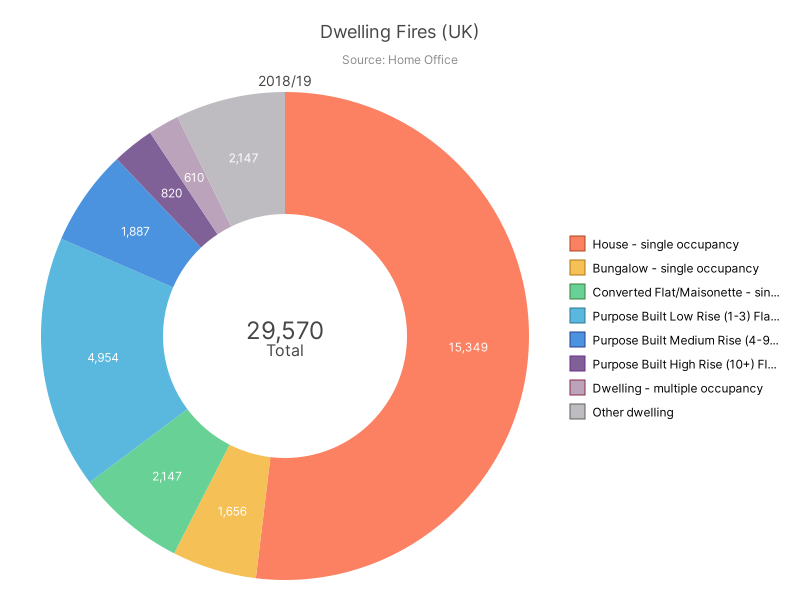 Dwelling Fires (UK)
Source: Home Office
2018/19
2,147
610
820
1,887
4,954
2,147
1,656
15,349
29,570
Total
House - single occupancy
Bungalow - single occupancy
Converted Flat/Maisonette - sin...
Purpose Built Low Rise (1-3) Fla...
Purpose Built Medium Rise (4-9...
Purpose Built High Rise (10+) Fl...
Dwelling - multiple occupancy
Other dwelling